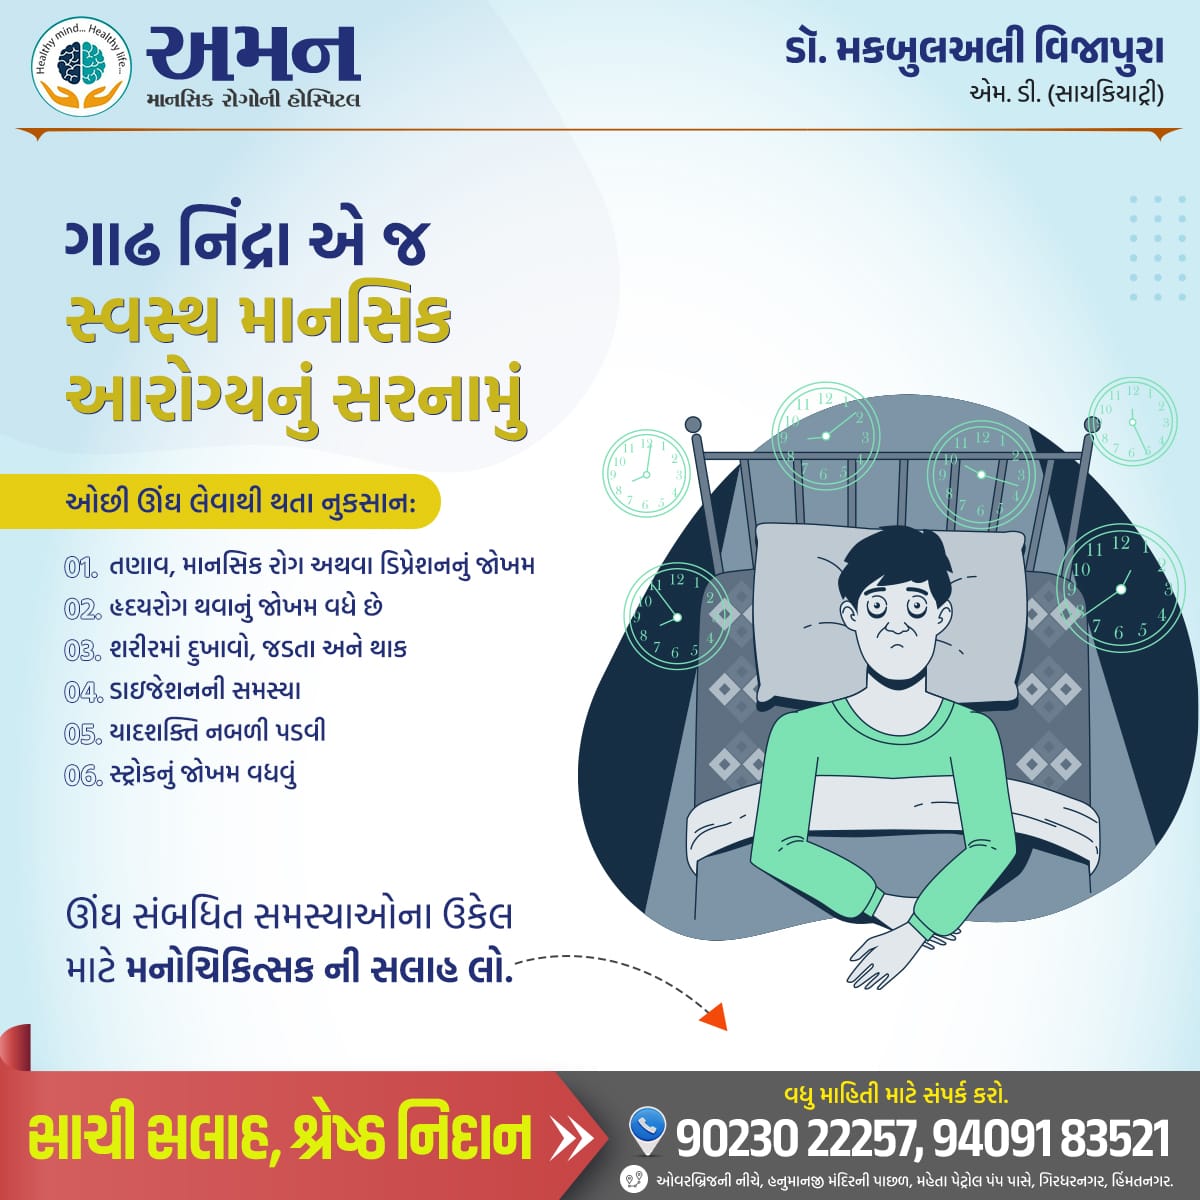 Healthy mind... Healthy life...
અમન
માનસિક રોગોની હોસ્પિટલ
ડૉ. મકબુલઅલી વિજાપુરા
એમ. ડી. (સાયકિયાટ્રી)
ગાઢ નિંદ્રા એ જ
સ્વસ્થ માનસિક
આરોગ્યનું સરનામું
ઓછી ઊંઘ લેવાથી થતા નુકસાન:
01. તણાવ, માનસિક રોગ અથવા ડિપ્રેશનનું જોખમ
02. હૃદયરોગ થવાનું જોખમ વધે છે
03. શરીરમાં દુખાવો, જડતા અને થાક
04. ડાઇજેશનની સમસ્યા
05. યાદશક્તિ નબળી પડવી
06. સ્ટ્રોકનું જોખમ વધવું
ઊંઘ સંબધિત સમસ્યાઓના ઉકેલ
માટે મનોચિકિત્સક ની સલાહ લો.
સાચી સલાહ, શ્રેષ્ઠ નિદાન
વધુ માહિતી માટે સંપર્ક કરો.
90230 22257, 94091 83521
ઓવરબ્રિજની નીચે, હનુમાનજી મંદિરની પાછળ, મહેતા પેટ્રોલ પંપ પાસે, ગિરધરનગર, હિંમતનગર.